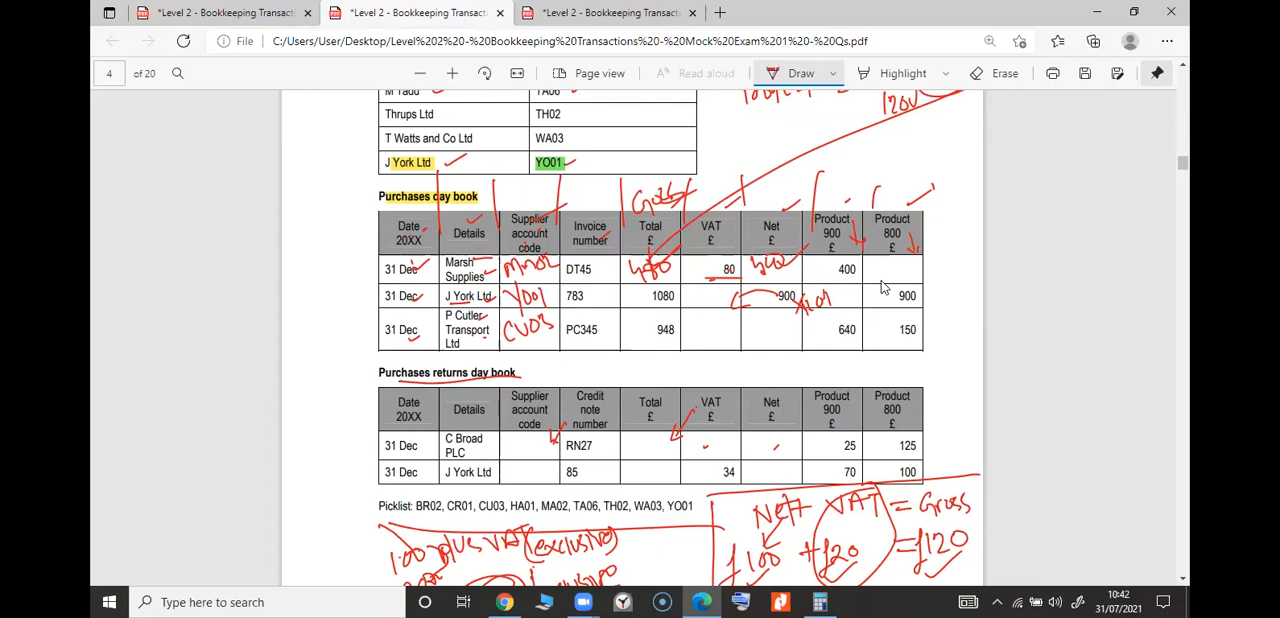 *Level 2 - Bookkeeping Transacti
*Level 2 - Bookkeeping Transacti
*Level 2 - Bookkeeping Transacti
File C:/Users/User/Desktop/Level%202%20-%20Bookkeeping%20Transactions%20-%20Mock%20Exam%201%20-%20Qs.pdf
4 of 20 Page view Read aloud Draw Highlight Erase
M Tadd TA06
1200
Thrups Ltd TH02
T Watts and Co Ltd WA03
J York Ltd YO01
Purchases day book
Gross
Date 20XX Details Supplier account code Invoice number Total £ VAT £ Net £ Product 900 £ Product 800 £
31 Dec Marsh Supplies MA02 DT45 480 80 400 400
31 Dec J York Ltd YO01 783 1080 900 900
31 Dec P Cutler Transport Ltd CU03 PC345 948 640 150
Purchases returns day book
Date 20XX Details Supplier account code Credit note number Total £ VAT £ Net £ Product 900 £ Product 800 £
31 Dec C Broad PLC RN27 25 125
31 Dec J York Ltd 85 34 70 100
Picklist: BR02, CR01, CU03, HA01, MA02, TA06, TH02, WA03, YO01
Nett VAT = Gross
100 plus VAT (exclusive)
£100 + £20 = £120
Type here to search
10:42
31/07/2021